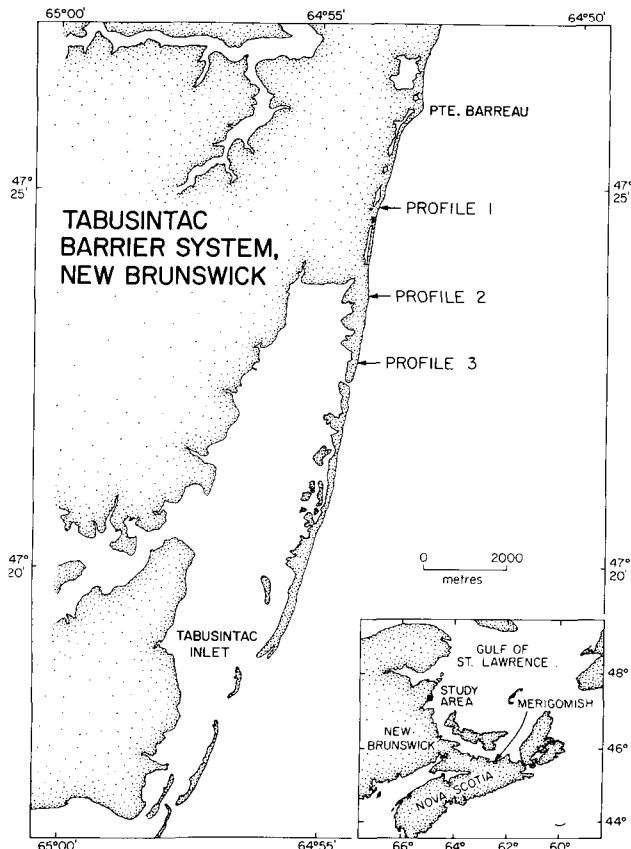 65°00' 64°55' 64°50'
PTE. BARREAU
47°
25'
47°
25'
PROFILE 1
TABUSINTAC
BARRIER SYSTEM,
NEW BRUNSWICK
PROFILE 2
PROFILE 3
47°
20'
47°
20'
0 2000
metres
TABUSINTAC
INLET
GULF OF
ST. LAWRENCE
48°
STUDY
AREA
MERIGOMISH
NEW
BRUNSWICK
46°
NOVA SCOTIA
44°
66° 64° 62° 60°
65°00' 64°55'